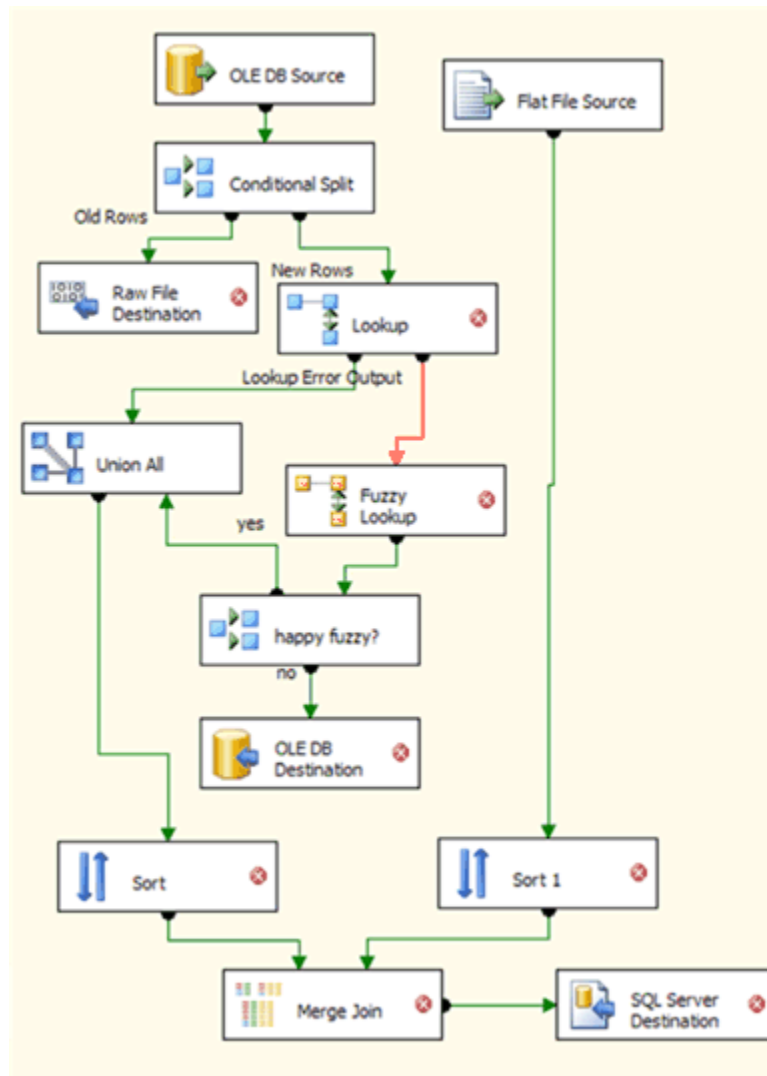 OLE DB Source
Flat File Source
Conditional Split
Old Rows
New Rows
1010
0101
Raw File
Destination
Lookup
Lookup Error Output
Union All
Fuzzy
Lookup
yes
happy fuzzy?
no
OLE DB
Destination
Sort
Sort 1
Merge Join
SQL Server
Destination